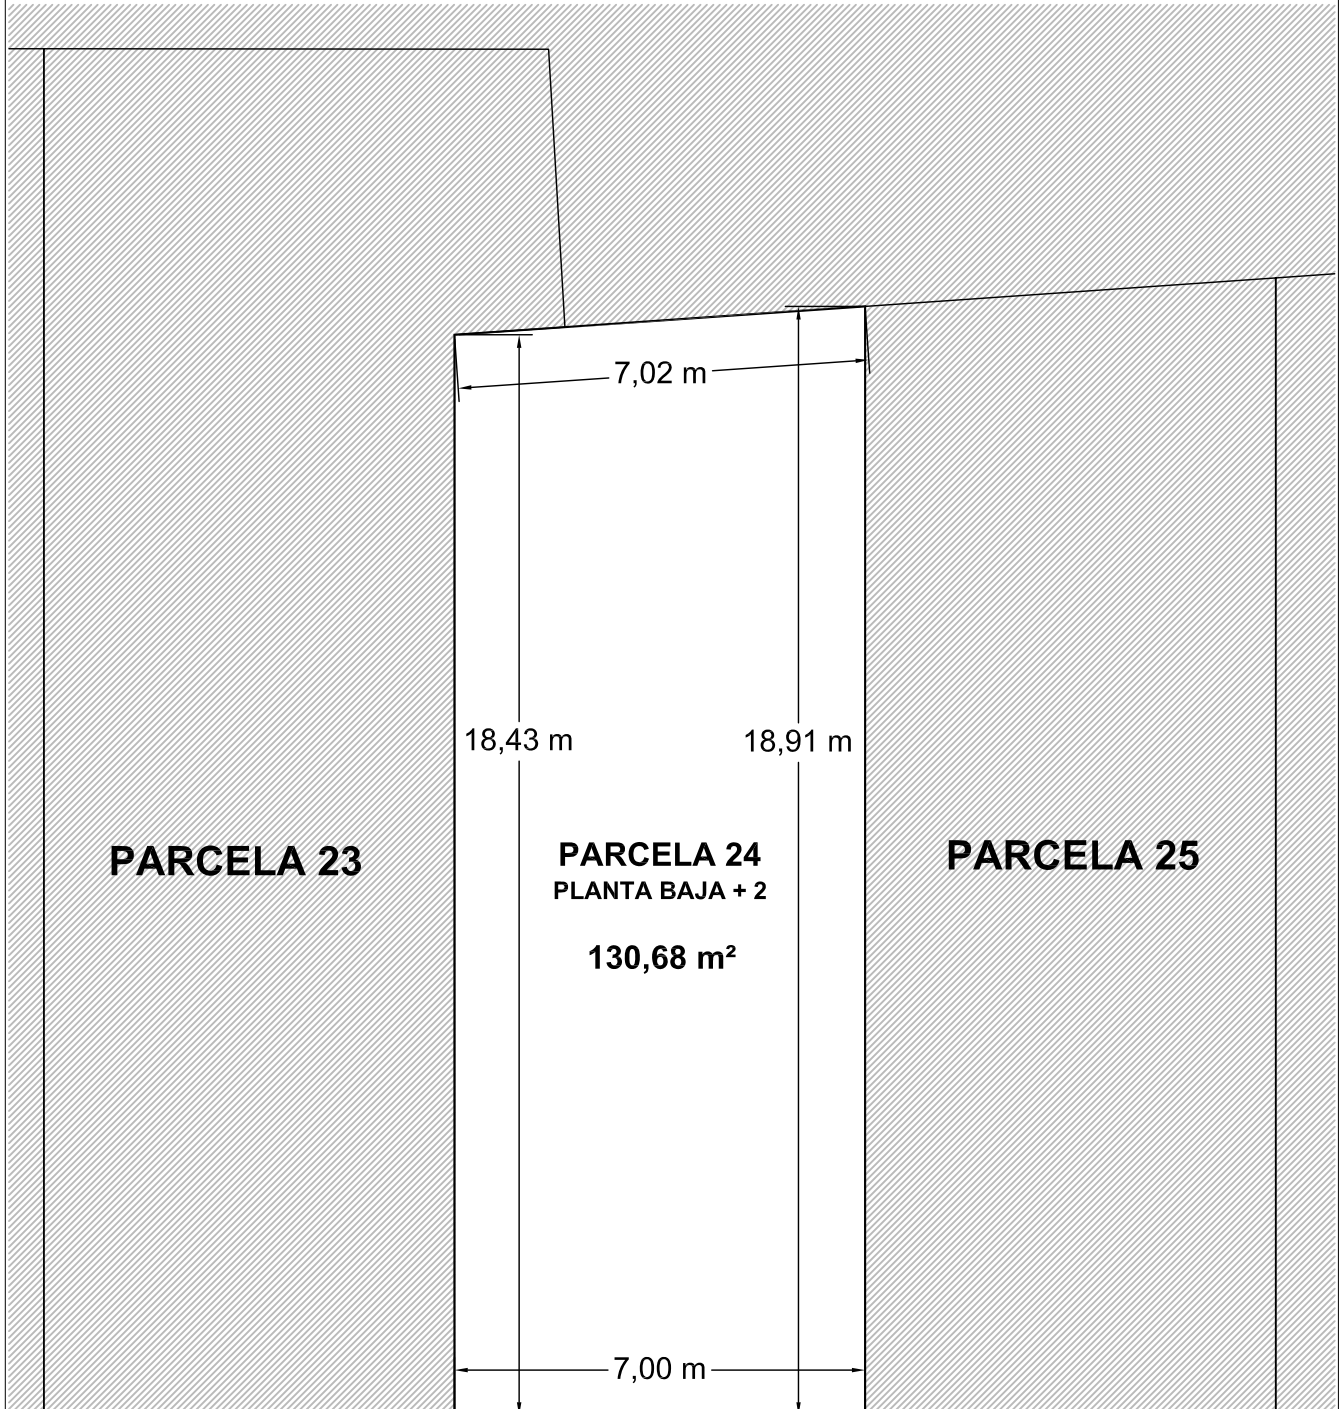 7,02 m
18,43 m
18,91 m
PARCELA 23
PARCELA 24
PLANTA BAJA + 2
130,68 m²
PARCELA 25
7,00 m